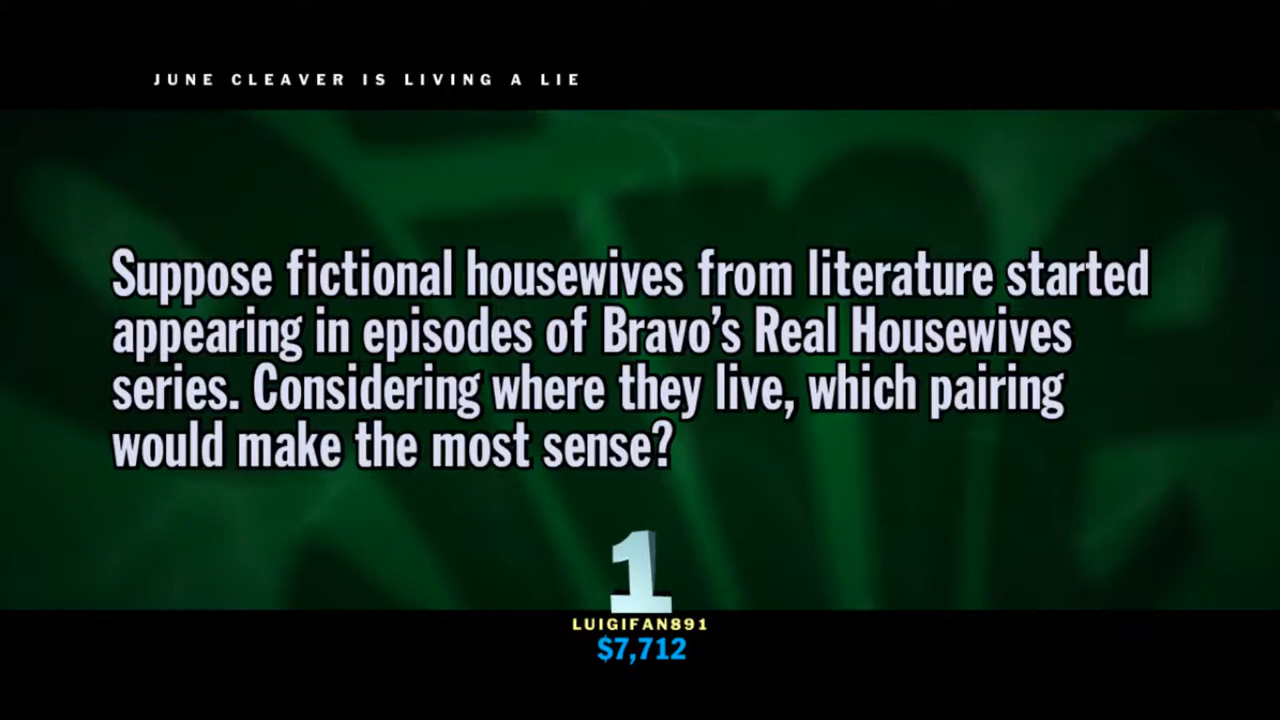 JUNE CLEAVER IS LIVING A LIE
Suppose fictional housewives from literature started
appearing in episodes of Bravo's Real Housewives
series. Considering where they live, which pairing
would make the most sense?
1
LUIGIFAN891
$7,712